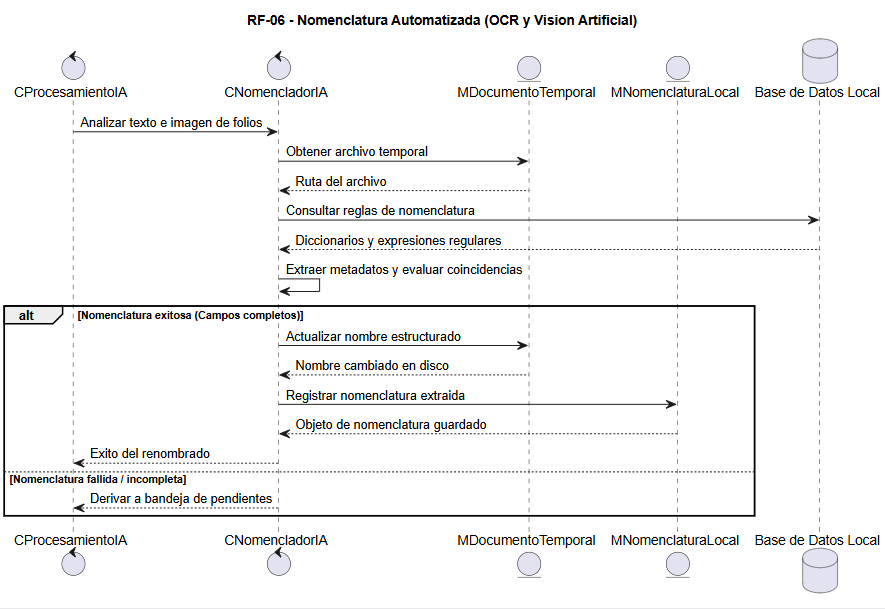 RF-06 - Nomenclatura Automatizada (OCR y Vision Artificial)
CProcesamientoIA
CNomencladorIA
MDocumentoTemporal
MNomenclaturaLocal
Base de Datos Local
Analizar texto e imagen de folios
Obtener archivo temporal
Ruta del archivo
Consultar reglas de nomenclatura
Diccionarios y expresiones regulares
Extraer metadatos y evaluar coincidencias
alt
[Nomenclatura exitosa (Campos completos)]
Actualizar nombre estructurado
Nombre cambiado en disco
Registrar nomenclatura extraida
Objeto de nomenclatura guardado
Exito del renombrado
[Nomenclatura fallida / incompleta]
Derivar a bandeja de pendientes
CProcesamientoIA
CNomencladorIA
MDocumentoTemporal
MNomenclaturaLocal
Base de Datos Local